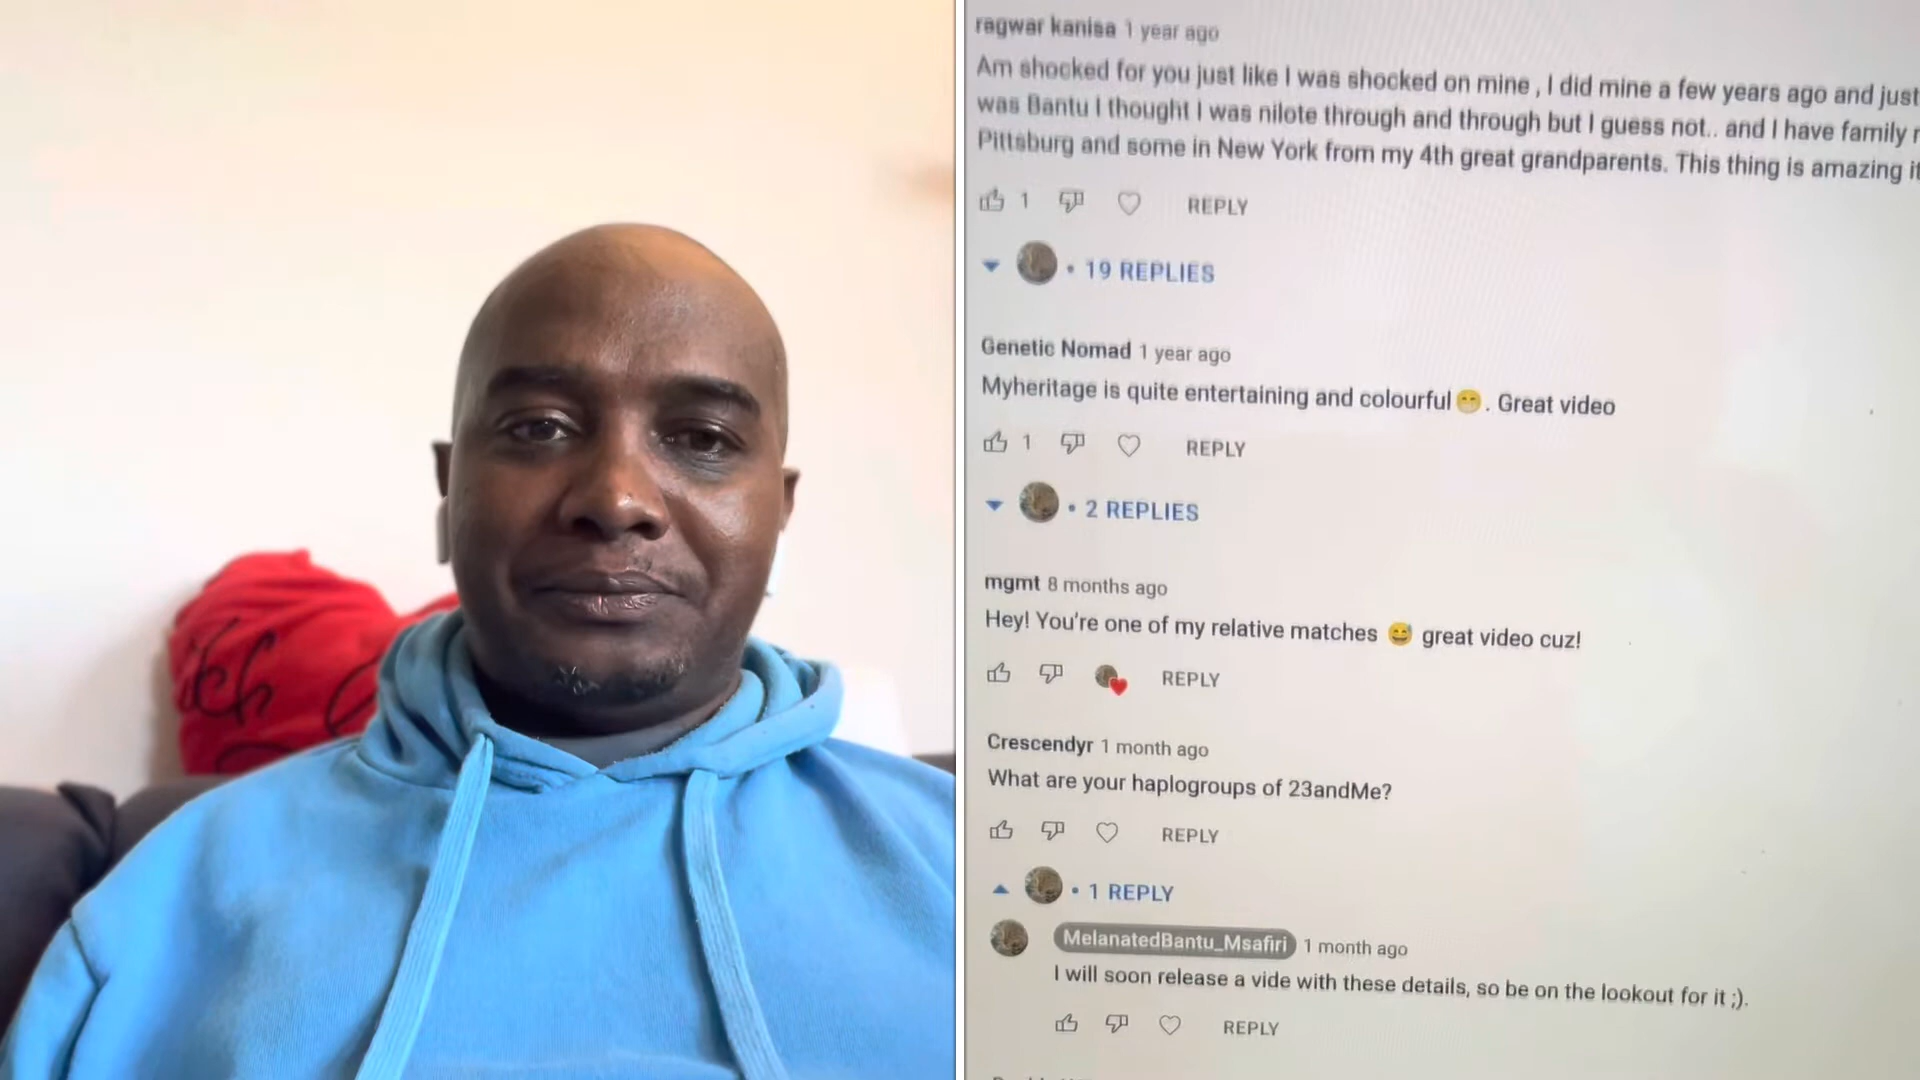 ragwar kanisa 1 year ago
Am shocked for you just like I was shocked on mine , I did mine a few years ago and just
was Bantu I thought I was nilote through and through but I guess not.. and I have family
Pittsburg and some in New York from my 4th great grandparents. This thing is amazing it
1 REPLY
• 19 REPLIES
Genetic Nomad 1 year ago
Myheritage is quite entertaining and colourful😁. Great video
1 REPLY
• 2 REPLIES
mgmt 8 months ago
Hey! You're one of my relative matches 😅 great video cuz!
REPLY
Crescendyr 1 month ago
What are your haplogroups of 23andMe?
REPLY
• 1 REPLY
MelanatedBantu_Msafiri 1 month ago
I will soon release a vide with these details, so be on the lookout for it ;).
REPLY
ich